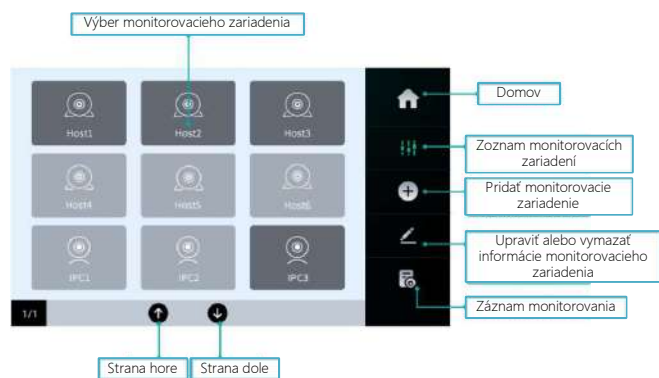 Výber monitorovacieho zariadenia
Host1
Host2
Host3
Host4
Host5
Host6
IPC1
IPC2
IPC3
1/1
Domov
Zoznam monitorovacích
zariadení
Pridať monitorovacie
zariadenie
Upraviť alebo vymazať
informácie monitorovacieho
zariadenia
Záznam monitorovania
Strana hore
Strana dole